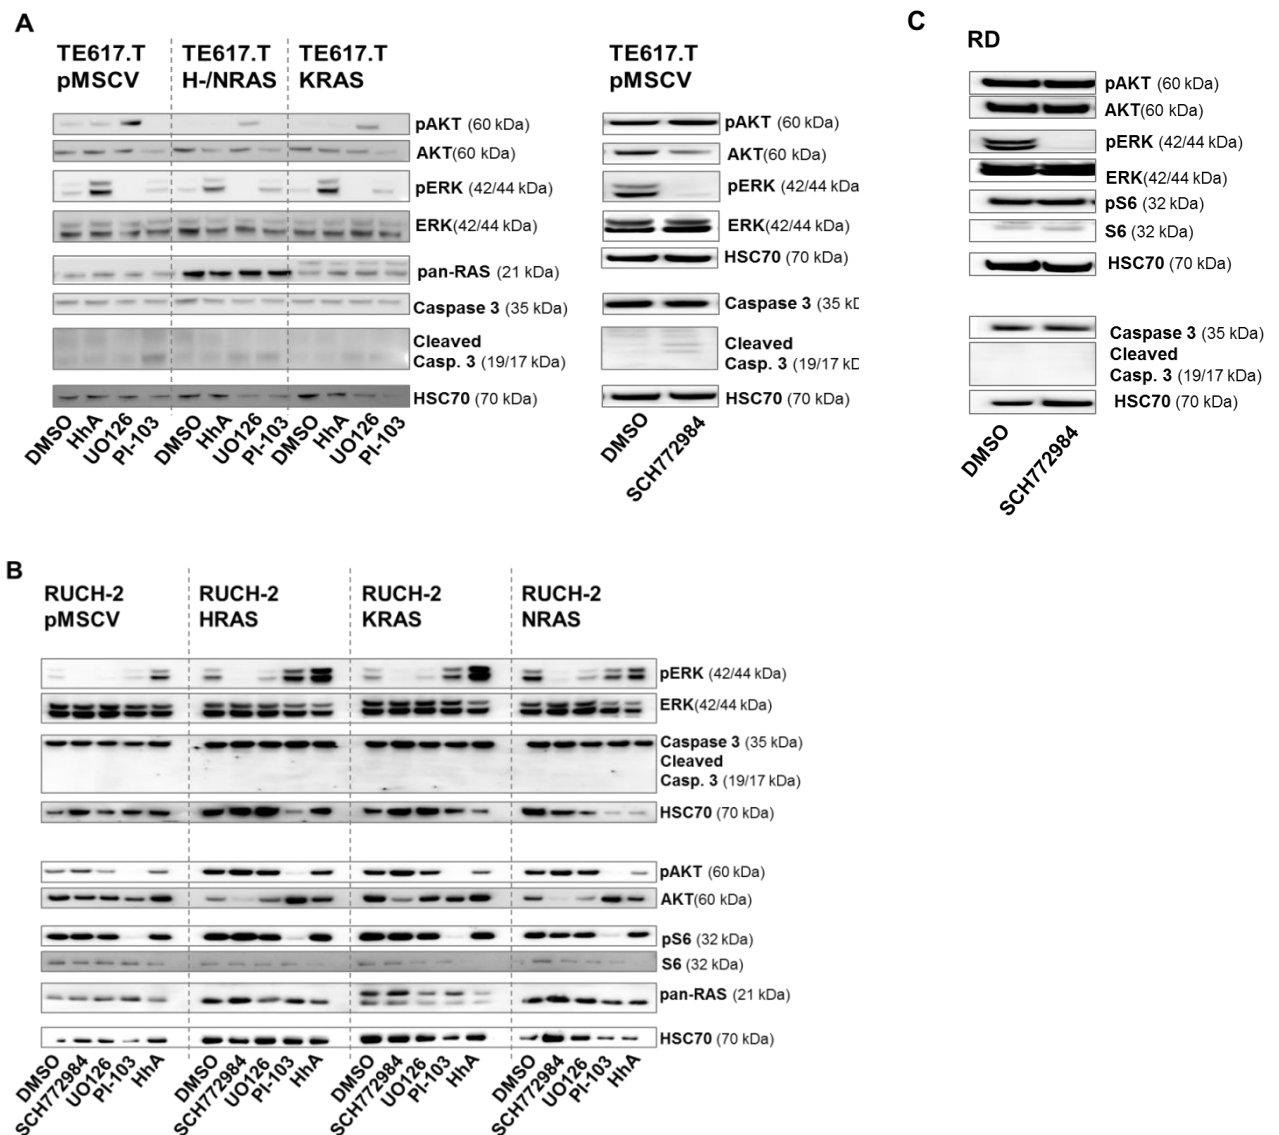 A
TE617.T
pMSCV
TE617.T
H-/NRAS
TE617.T
KRAS
pAKT (60 kDa)
AKT(60 kDa)
pERK (42/44 kDa)
ERK(42/44 kDa)
pan-RAS (21 kDa)
Caspase 3 (35 kDa)
Cleaved
Casp. 3 (19/17 kDa)
HSC70 (70 kDa)
DMSO
HhA
UO126
PI-103
DMSO
HhA
UO126
PI-103
DMSO
HhA
UO126
PI-103
TE617.T
pMSCV
pAKT (60 kDa)
AKT(60 kDa)
pERK (42/44 kDa
ERK(42/44 kDa)
HSC70 (70 kDa)
Caspase 3 (35 kD
Cleaved
Casp. 3 (19/17 kD
HSC70 (70 kDa)
DMSO
SCH772984
C
RD
pAKT (60 kDa)
AKT(60 kDa)
pERK (42/44 kDa)
ERK(42/44 kDa)
pS6 (32 kDa)
S6 (32 kDa)
HSC70 (70 kDa)
Caspase 3 (35 kDa)
Cleaved
Casp. 3 (19/17 kDa)
HSC70 (70 kDa)
DMSO
SCH772984
B
RUCH-2
pMSCV
RUCH-2
HRAS
RUCH-2
KRAS
RUCH-2
NRAS
pERK (42/44 kDa)
ERK(42/44 kDa)
Caspase 3 (35 kDa)
Cleaved
Casp. 3 (19/17 kDa)
HSC70 (70 kDa)
pAKT (60 kDa)
AKT(60 kDa)
pS6 (32 kDa)
S6 (32 kDa)
pan-RAS (21 kDa)
HSC70 (70 kDa)
DMSO
SCH772984
UO126
PI-103
HhA
DMSO
SCH772984
UO126
PI-103
HhA
DMSO
SCH772984
UO126
PI-103
HhA
DMSO
SCH772984
UO126
PI-103
HhA